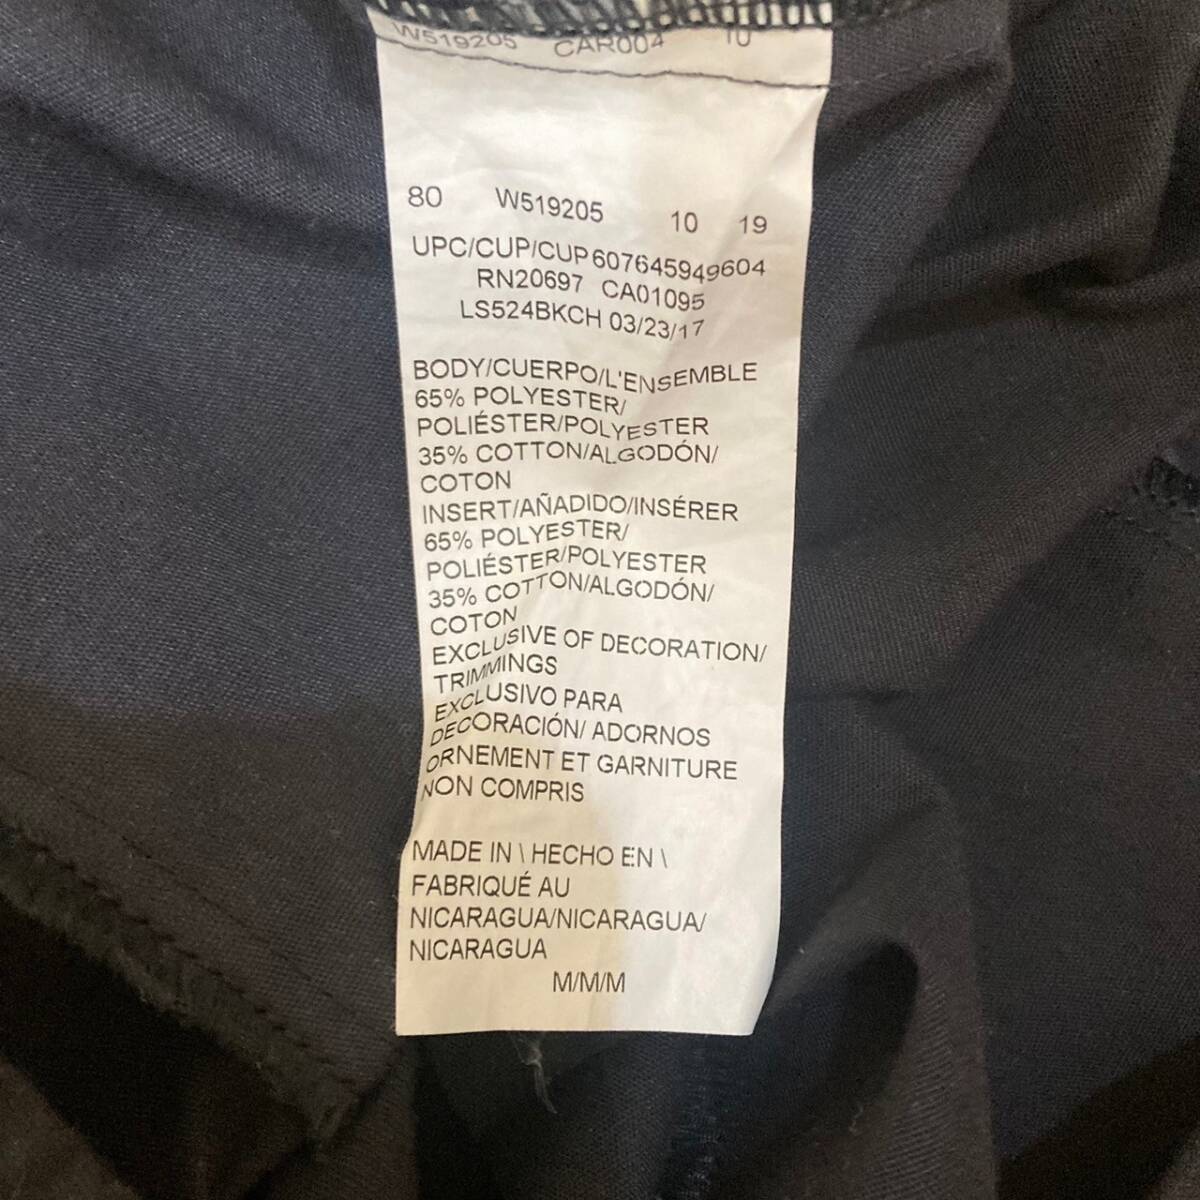 W519205 CAR004 10
80 W519205 10 19
UPC/CUP/CUP 607645949604
RN20697 CA01095
LS524BKCH 03/23/17
BODY/CUERPO/L'ENSEMBLE
65% POLYESTER/
POLIÉSTER/POLYESTER
35% COTTON/ALGODÓN/
COTON
INSERT/AÑADIDO/INSÉRER
65% POLYESTER/
POLIÉSTER/POLYESTER
35% COTTON/ALGODÓN/
COTON
EXCLUSIVE OF DECORATION/
TRIMMINGS
EXCLUSIVO PARA
DECORACIÓN/ ADORNOS
ORNEMENT ET GARNITURE
NON COMPRIS
MADE IN \ HECHO EN \
FABRIQUÉ AU
NICARAGUA/NICARAGUA/
NICARAGUA
M/M/M